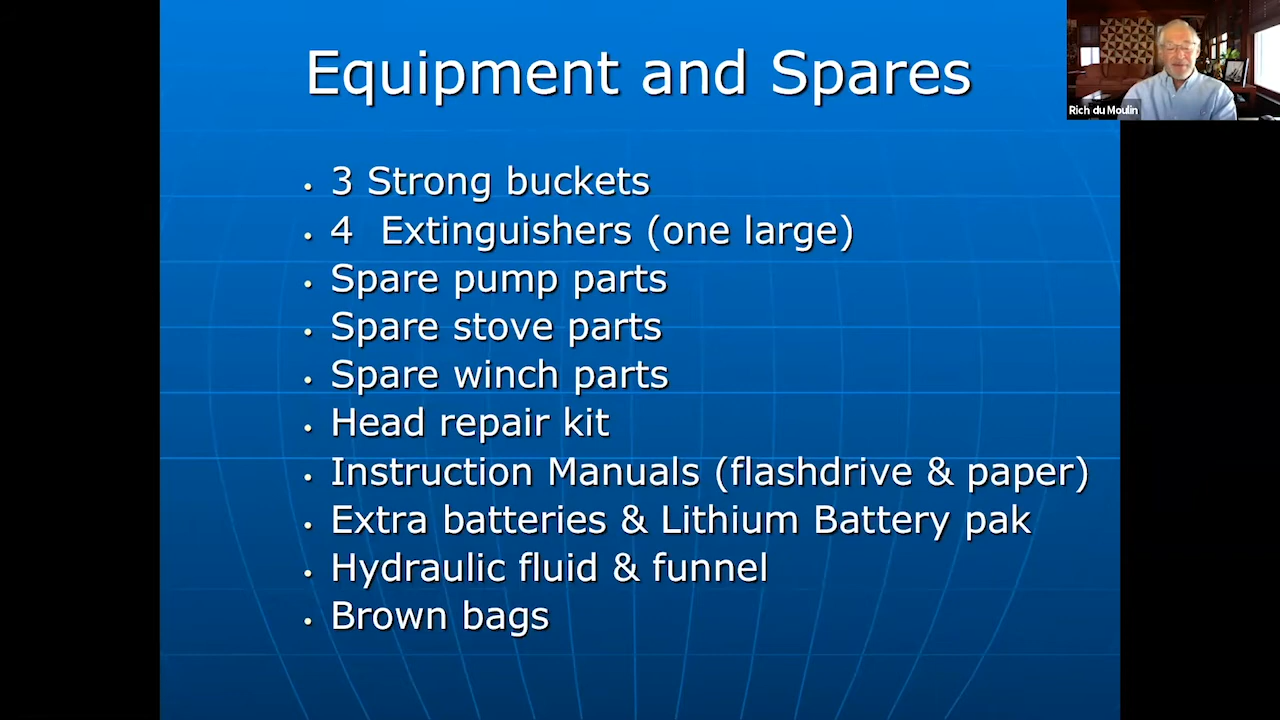 Equipment and Spares
Rich du Moulin
• 3 Strong buckets
• 4 Extinguishers (one large)
• Spare pump parts
• Spare stove parts
• Spare winch parts
• Head repair kit
• Instruction Manuals (flashdrive & paper)
• Extra batteries & Lithium Battery pak
• Hydraulic fluid & funnel
• Brown bags